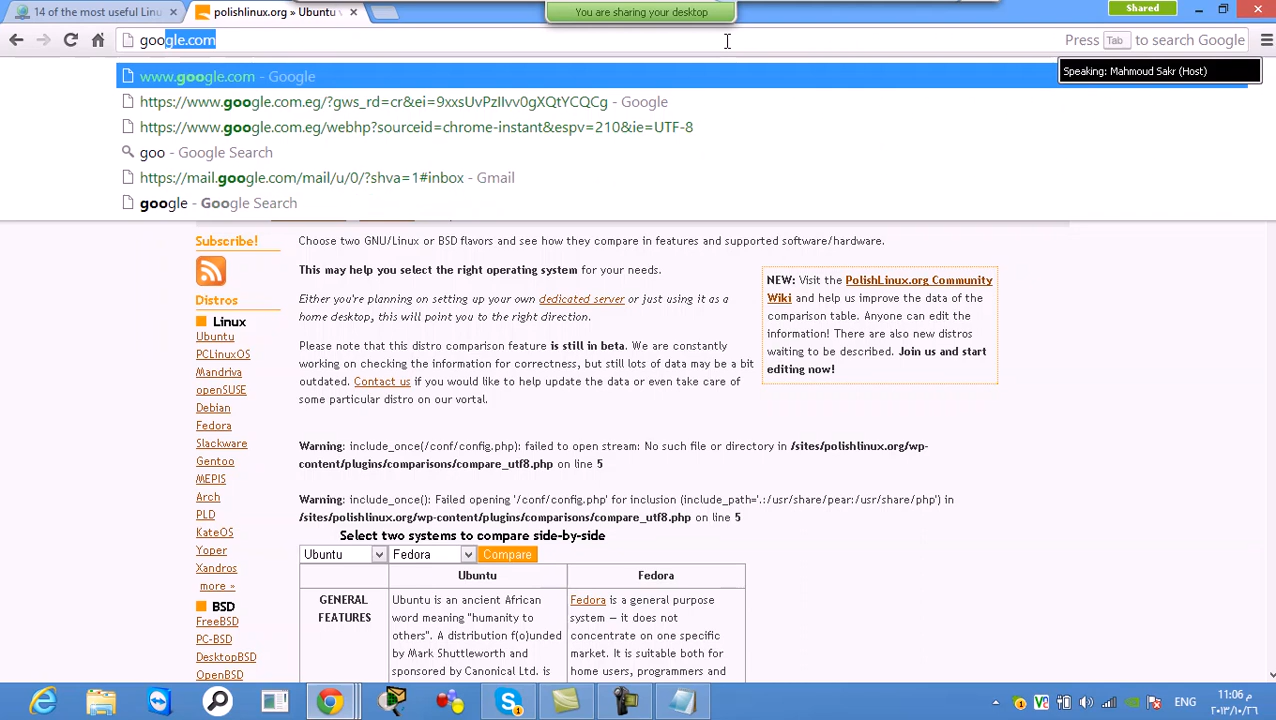 14 of the most useful Linu
polishlinux.org » Ubuntu v
You are sharing your desktop
Shared
google.com
Press Tab to search Google
www.google.com - Google
Speaking: Mahmoud Sakr (Host)
https://www.google.com.eg/?gws_rd=cr&ei=9xxsUvPzIIvv0gXQtYCQCg - Google
https://www.google.com.eg/webhp?sourceid=chrome-instant&espv=210&ie=UTF-8
goo - Google Search
https://mail.google.com/mail/u/0/?shva=1#inbox - Gmail
google - Google Search
Subscribe!
Distros
Linux
Ubuntu
PCLinuxOS
Mandriva
openSUSE
Debian
Fedora
Slackware
Gentoo
MEPIS
Arch
PLD
KateOS
Yoper
Xandros
more »
BSD
FreeBSD
PC-BSD
DesktopBSD
OpenBSD
Choose two GNU/Linux or BSD flavors and see how they compare in features and supported software/hardware.
This may help you select the right operating system for your needs.
Either you're planning on setting up your own dedicated server or just using it as a
home desktop, this will point you to the right direction.
Please note that this distro comparison feature is still in beta. We are constantly
working on checking the information for correctness, but still lots of data may be a bit
outdated. Contact us if you would like to help update the data or even take care of
some particular distro on our vortal.
NEW: Visit the PolishLinux.org Community
Wiki and help us improve the data of the
comparison table. Anyone can edit the
information! There are also new distros
waiting to be described. Join us and start
editing now!
Warning: include_once(/conf/config.php): failed to open stream: No such file or directory in /sites/polishlinux.org/wp-
content/plugins/comparisons/compare_utf8.php on line 5
Warning: include_once(): Failed opening '/conf/config.php' for inclusion (include_path='.:/usr/share/pear:/usr/share/php') in
/sites/polishlinux.org/wp-content/plugins/comparisons/compare_utf8.php on line 5
Select two systems to compare side-by-side
Ubuntu Fedora Compare
Ubuntu Fedora
GENERAL
FEATURES
Ubuntu is an ancient African
word meaning "humanity to
others". A distribution f(o)unded
by Mark Shuttleworth and
sponsored by Canonical Ltd. is
Fedora is a general purpose
system – it does not
concentrate on one specific
market. It is suitable both for
home users, programmers and
ENG
11:06 م
٢٠١٣/١٠/٢٦